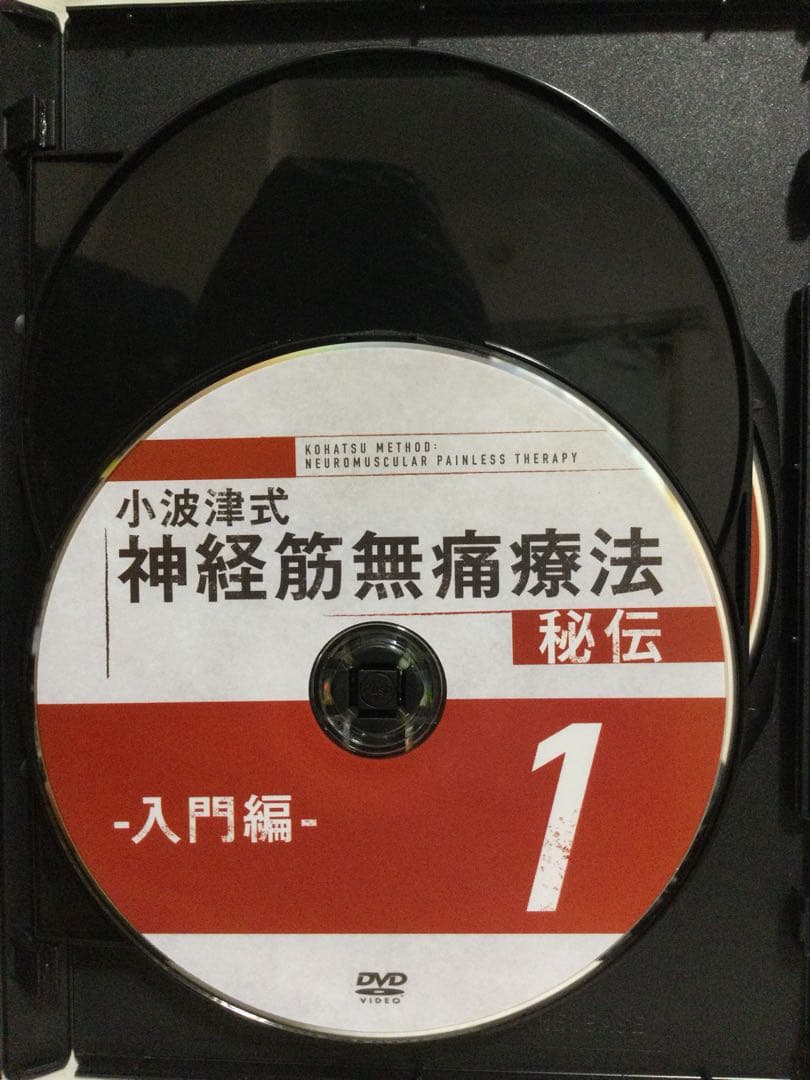 KOHATSU METHOD:
NEUROMUSCULAR PAINLESS THERAPY
小波津式
神経筋無痛療法
秘伝
1
-入門編-
DVD
VIDEO